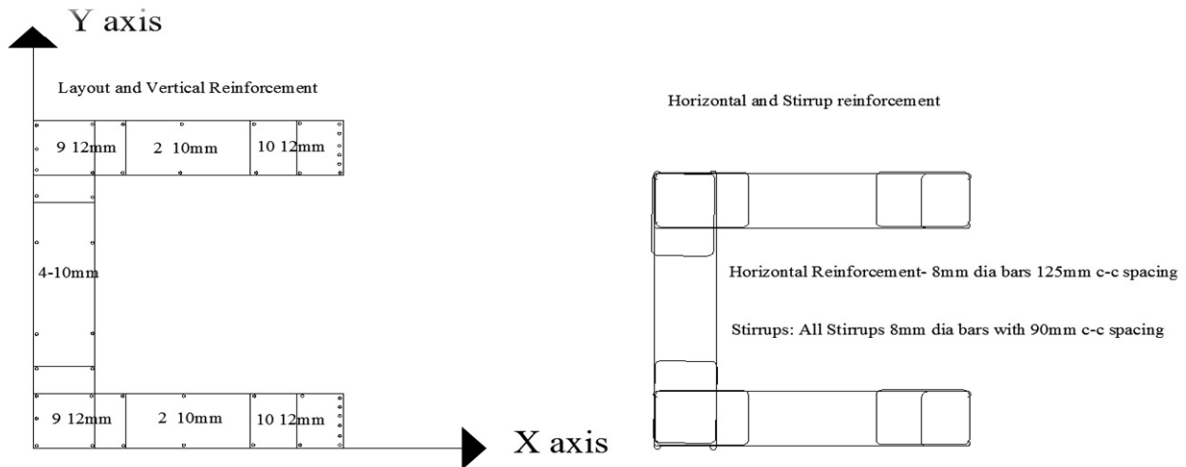 Y axis
Layout and Vertical Reinforcement
9 12mm
2 10mm
10 12mm
4-10mm
9 12mm
2 10mm
10 12mm
X axis
Horizontal and Stirrup reinforcement
Horizontal Reinforcement- 8mm dia bars 125mm c-c spacing
Stirrups: All Stirrups 8mm dia bars with 90mm c-c spacing